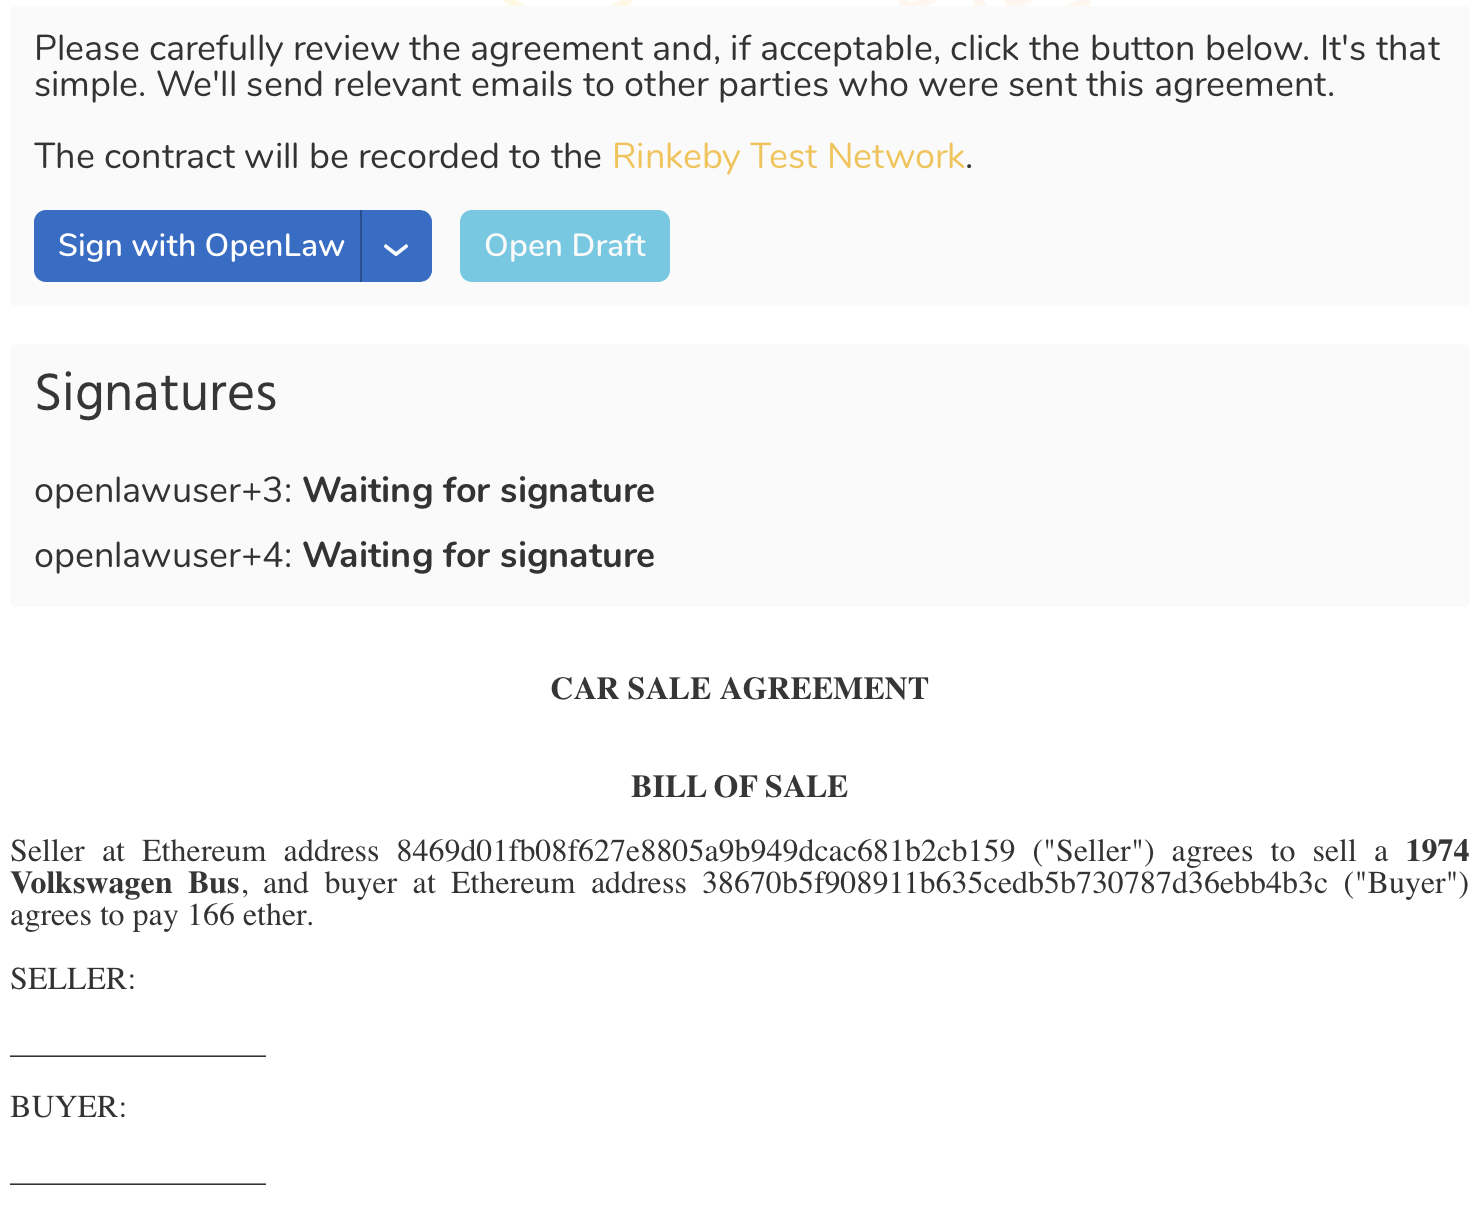 Please carefully review the agreement and, if acceptable, click the button below. It's that
simple. We'll send relevant emails to other parties who were sent this agreement.
The contract will be recorded to the Rinkeby Test Network.
Sign with OpenLaw
Open Draft
Signatures
openlawuser+3: Waiting for signature
openlawuser+4: Waiting for signature
CAR SALE AGREEMENT
BILL OF SALE
Seller at Ethereum address 8469d01fb08f627e8805a9b949dcac681b2cb159 ("Seller") agrees to sell a 1974
Volkswagen Bus, and buyer at Ethereum address 38670b5f908911b635cedb5b730787d36ebb4b3c ("Buyer")
agrees to pay 166 ether.
SELLER:
BUYER: